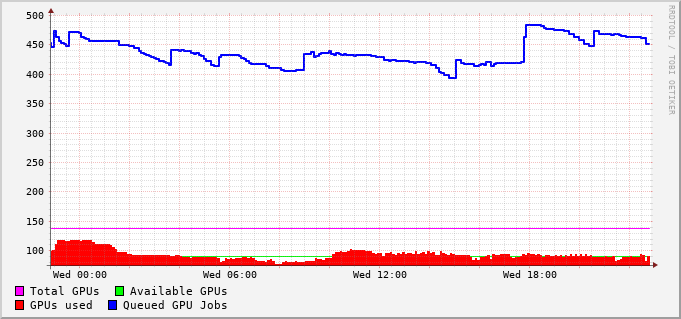 500
450
400
350
300
250
200
150
100
Wed 00:00 Wed 06:00 Wed 12:00 Wed 18:00
Total GPUs Available GPUs
GPUs used Queued GPU Jobs
RRDTOOL / TOBI OETIKER